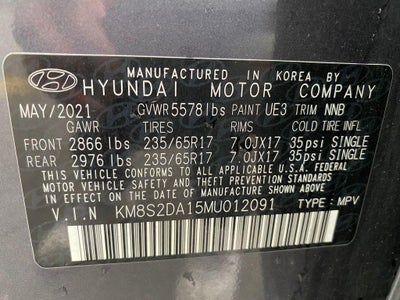 MANUFACTURED IN KOREA BY
HYUNDAI MOTOR COMPANY
MAY/2021 GVWR 5578 lbs PAINT UE3 TRIM NNB
GAWR TIRES RIMS COLD TIRE INFL
FRONT 2866 lbs 235/65R17 7.0JX17 35psi SINGLE
REAR 2976 lbs 235/65R17 7.0JX17 35psi SINGLE
THIS VEHICLE CONFORMS TO ALL APPLICABLE U.S. FEDERAL
MOTOR VEHICLE SAFETY AND THEFT PREVENTION STANDARDS
IN EFFECT ON THE DATE OF MANUFACTURE SHOWN ABOVE.
V.I.N KM8S2DA15MU012091 TYPE: MPV